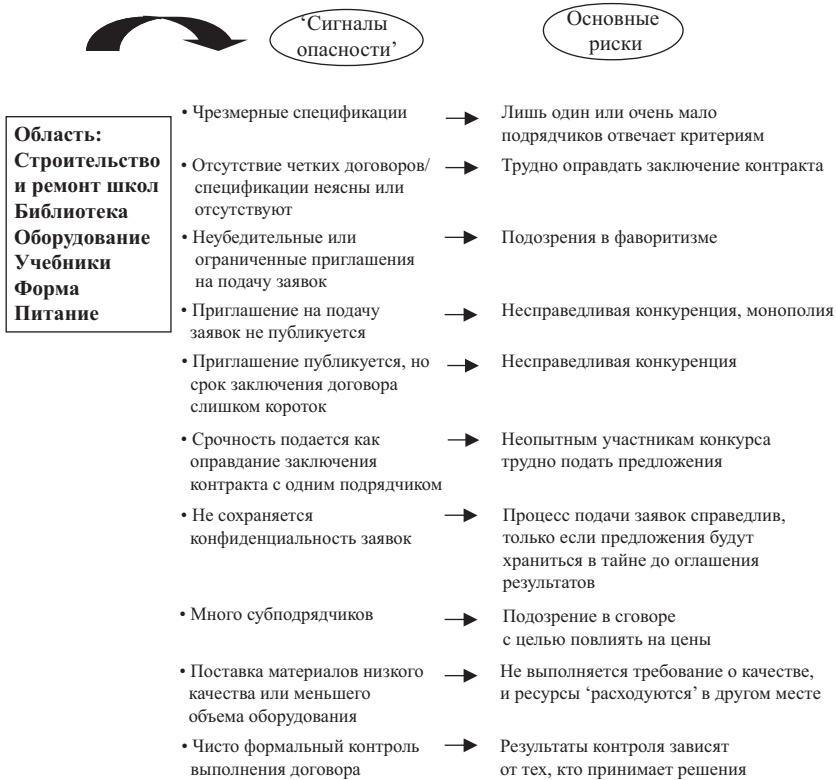 ‘Сигналы
опасности’
Основные
риски
Область:
Строительство
и ремонт школ
Библиотека
Оборудование
Учебники
Форма
Питание
• Чрезмерные спецификации
Лишь один или очень мало
подрядчиков отвечает критериям
• Отсутствие четких договоров/
спецификации неясны или
отсутствуют
Трудно оправдать заключение контракта
• Неубедительные или
ограниченные приглашения
на подачу заявок
Подозрения в фаворитизме
• Приглашение на подачу
заявок не публикуется
Несправедливая конкуренция, монополия
• Приглашение публикуется, но
срок заключения договора
слишком короток
Несправедливая конкуренция
• Срочность подается как
оправдание заключения
контракта с одним подрядчиком
Неопытным участникам конкурса
трудно подать предложения
• Не сохраняется
конфиденциальность заявок
Процесс подачи заявок справедлив,
только если предложения будут
храниться в тайне до оглашения
результатов
• Много субподрядчиков
Подозрение в сговоре
с целью повлиять на цены
• Поставка материалов низкого
качества или меньшего
объема оборудования
Не выполняется требование о качестве,
и ресурсы ‘расходуются’ в другом месте
• Чисто формальный контроль
выполнения договора
Результаты контроля зависят
от тех, кто принимает решения